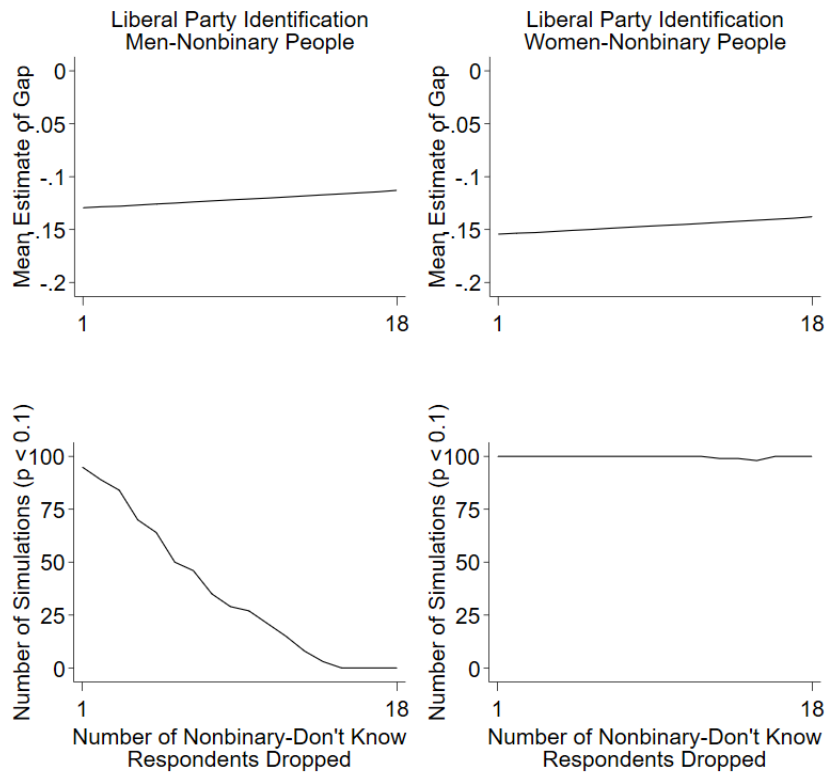 Liberal Party Identification
Men-Nonbinary People
Mean Estimate of Gap
0
-.05
-.1
-.15
-.2
1
18
Liberal Party Identification
Women-Nonbinary People
Mean Estimate of Gap
0
-.05
-.1
-.15
-.2
1
18
Number of Simulations (p < 0.1)
100
75
50
25
0
1
18
Number of Nonbinary-Don't Know
Respondents Dropped
Number of Simulations (p < 0.1)
100
75
50
25
0
1
18
Number of Nonbinary-Don't Know
Respondents Dropped